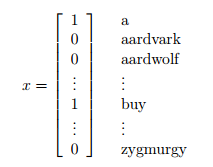 1 a
0 aardvark
0 aardwolf
⋮ ⋮
x = 1 buy
⋮ ⋮
0 zygmurgy